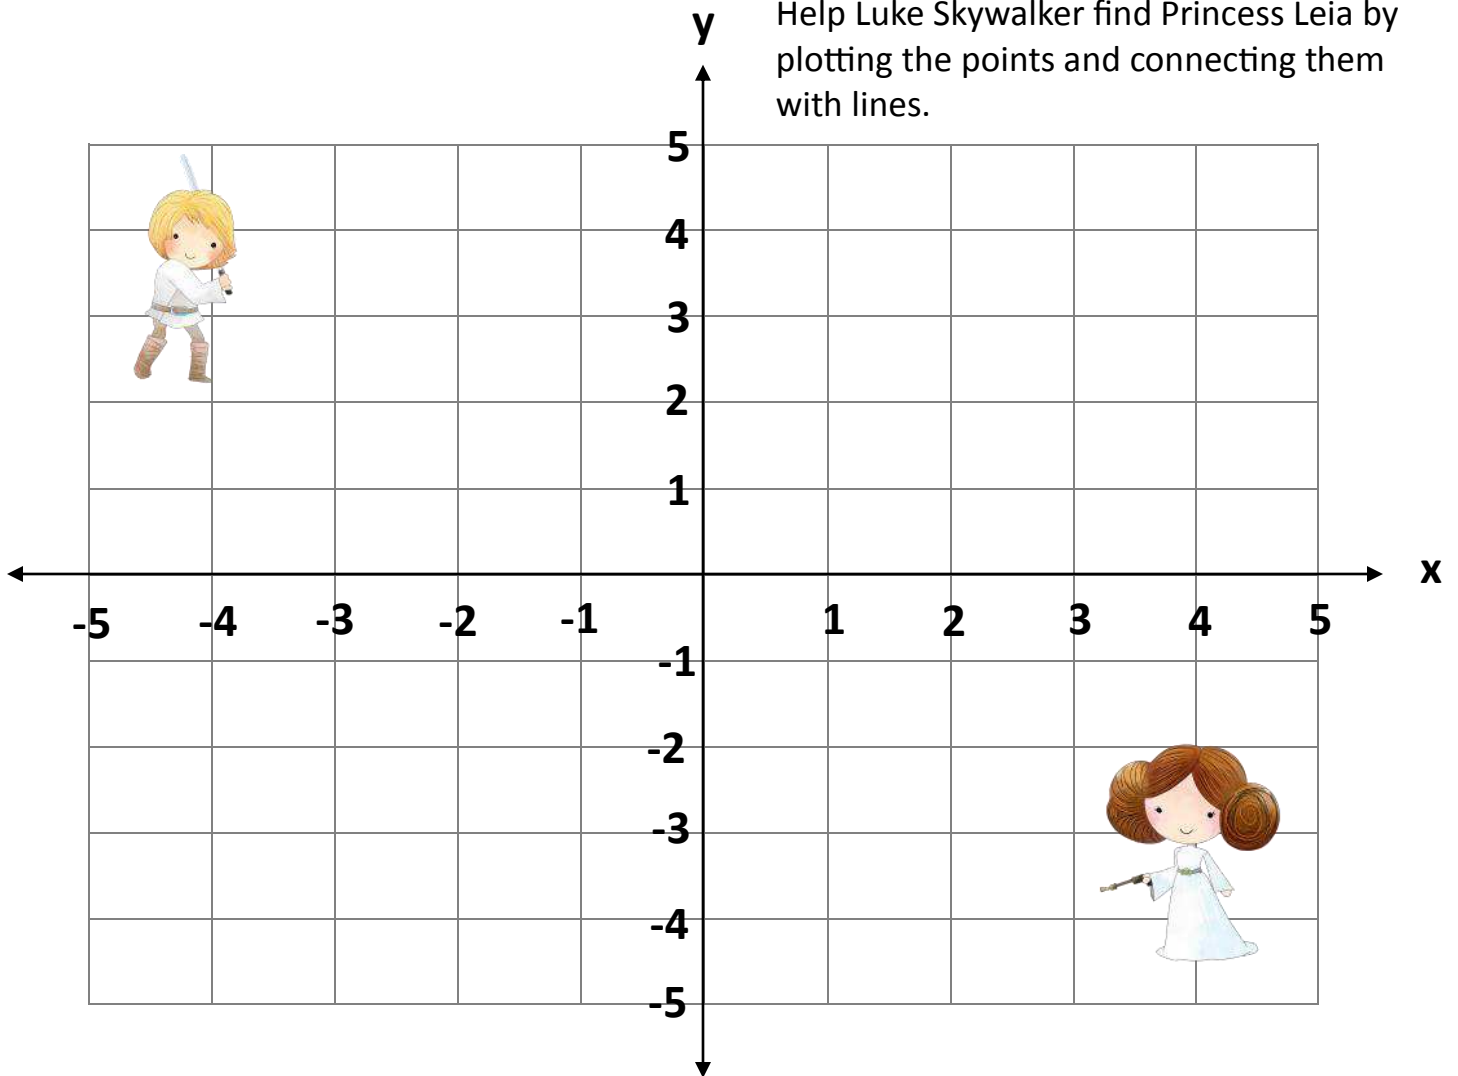 y
Help Luke Skywalker find Princess Leia by
plotting the points and connecting them
with lines.
5
4
3
2
1
x
-5 -4 -3 -2 -1 1 2 3 4 5
-1
-2
-3
-4
-5